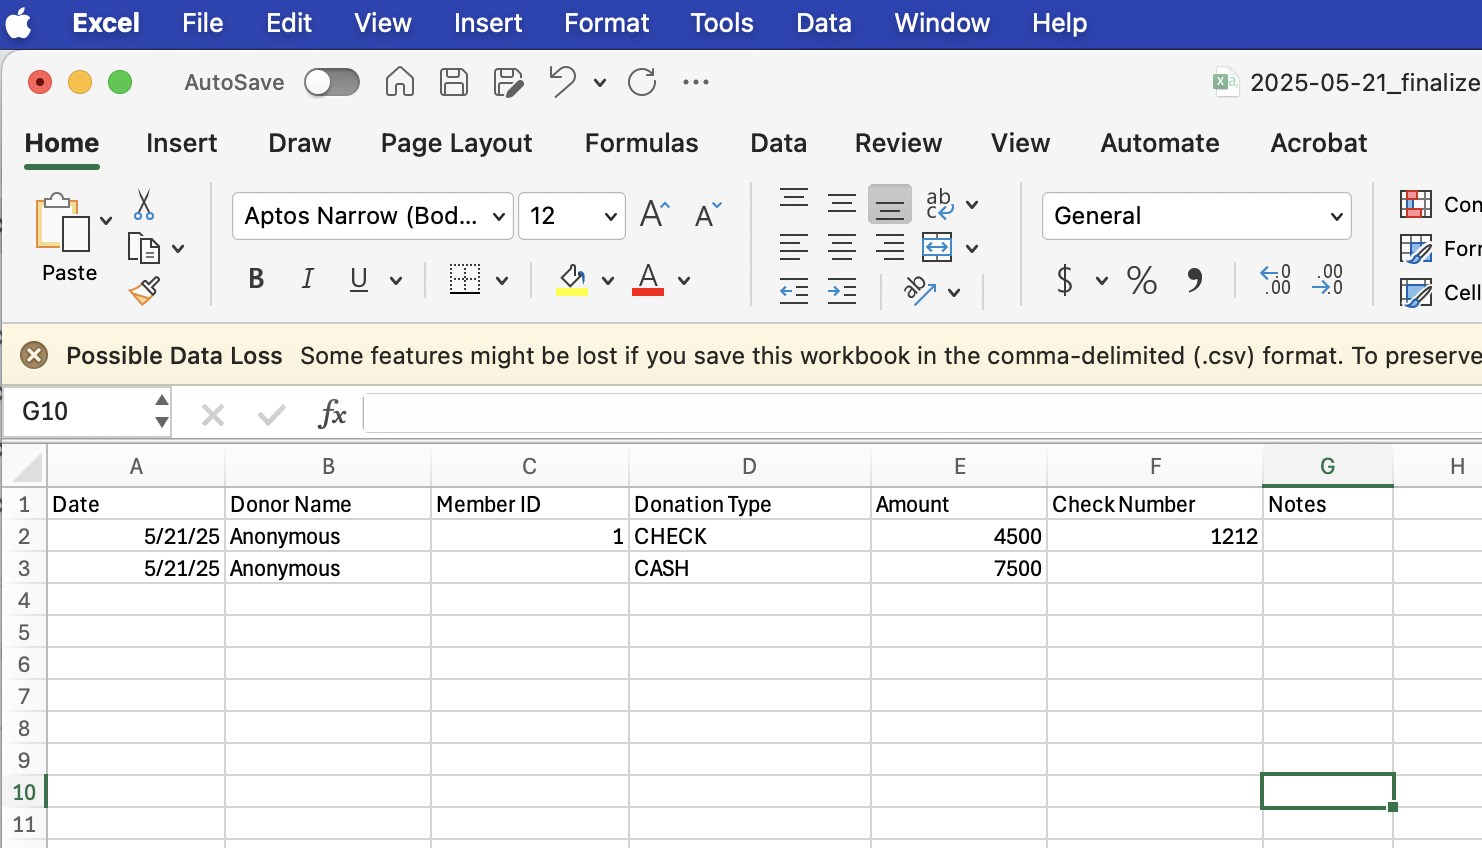 Excel File Edit View Insert Format Tools Data Window Help
AutoSave 2025-05-21_finalize
Home Insert Draw Page Layout Formulas Data Review View Automate Acrobat
Paste
Aptos Narrow (Bod... 12
General
Con
Forr
Cell
Possible Data Loss Some features might be lost if you save this workbook in the comma-delimited (.csv) format. To preserve
G10 fx
A B C D E F G H
1 Date Donor Name Member ID Donation Type Amount Check Number Notes
2 5/21/25 Anonymous 1 CHECK 4500 1212
3 5/21/25 Anonymous CASH 7500
4
5
6
7
8
9
10
11